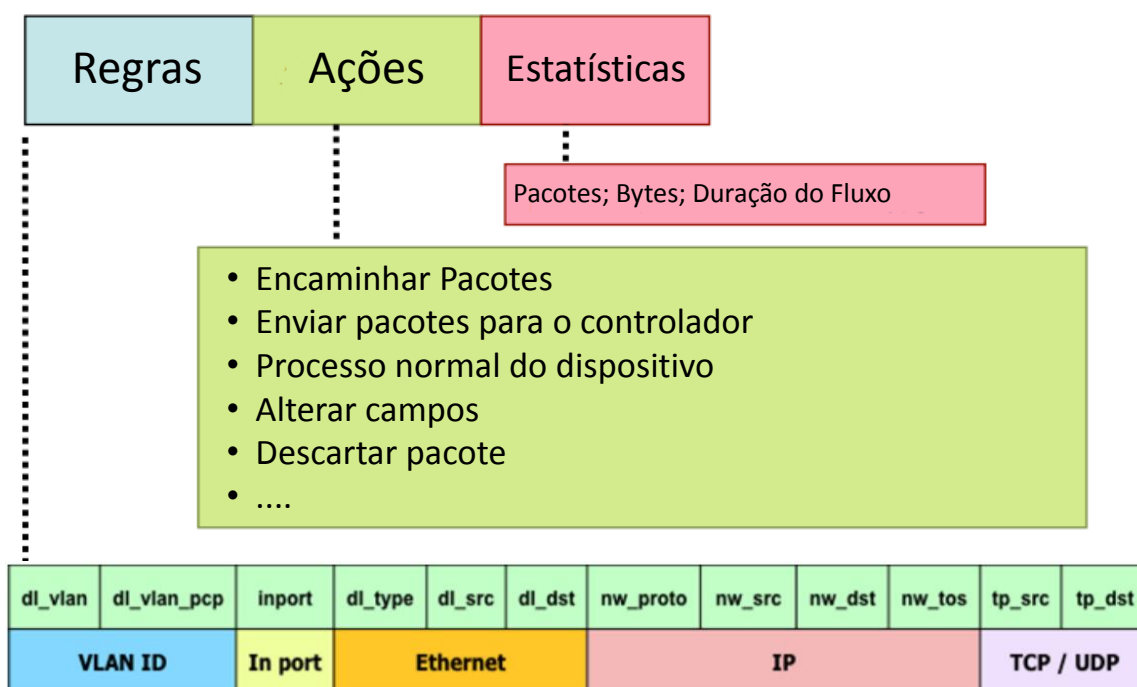 Regras Ações Estatísticas
Pacotes; Bytes; Duração do Fluxo
• Encaminhar Pacotes
• Enviar pacotes para o controlador
• Processo normal do dispositivo
• Alterar campos
• Descartar pacote
• ....
dl_vlan dl_vlan_pcp inport dl_type dl_src dl_dst nw_proto nw_src nw_dst nw_tos tp_src tp_dst
VLAN ID In port Ethernet IP TCP / UDP